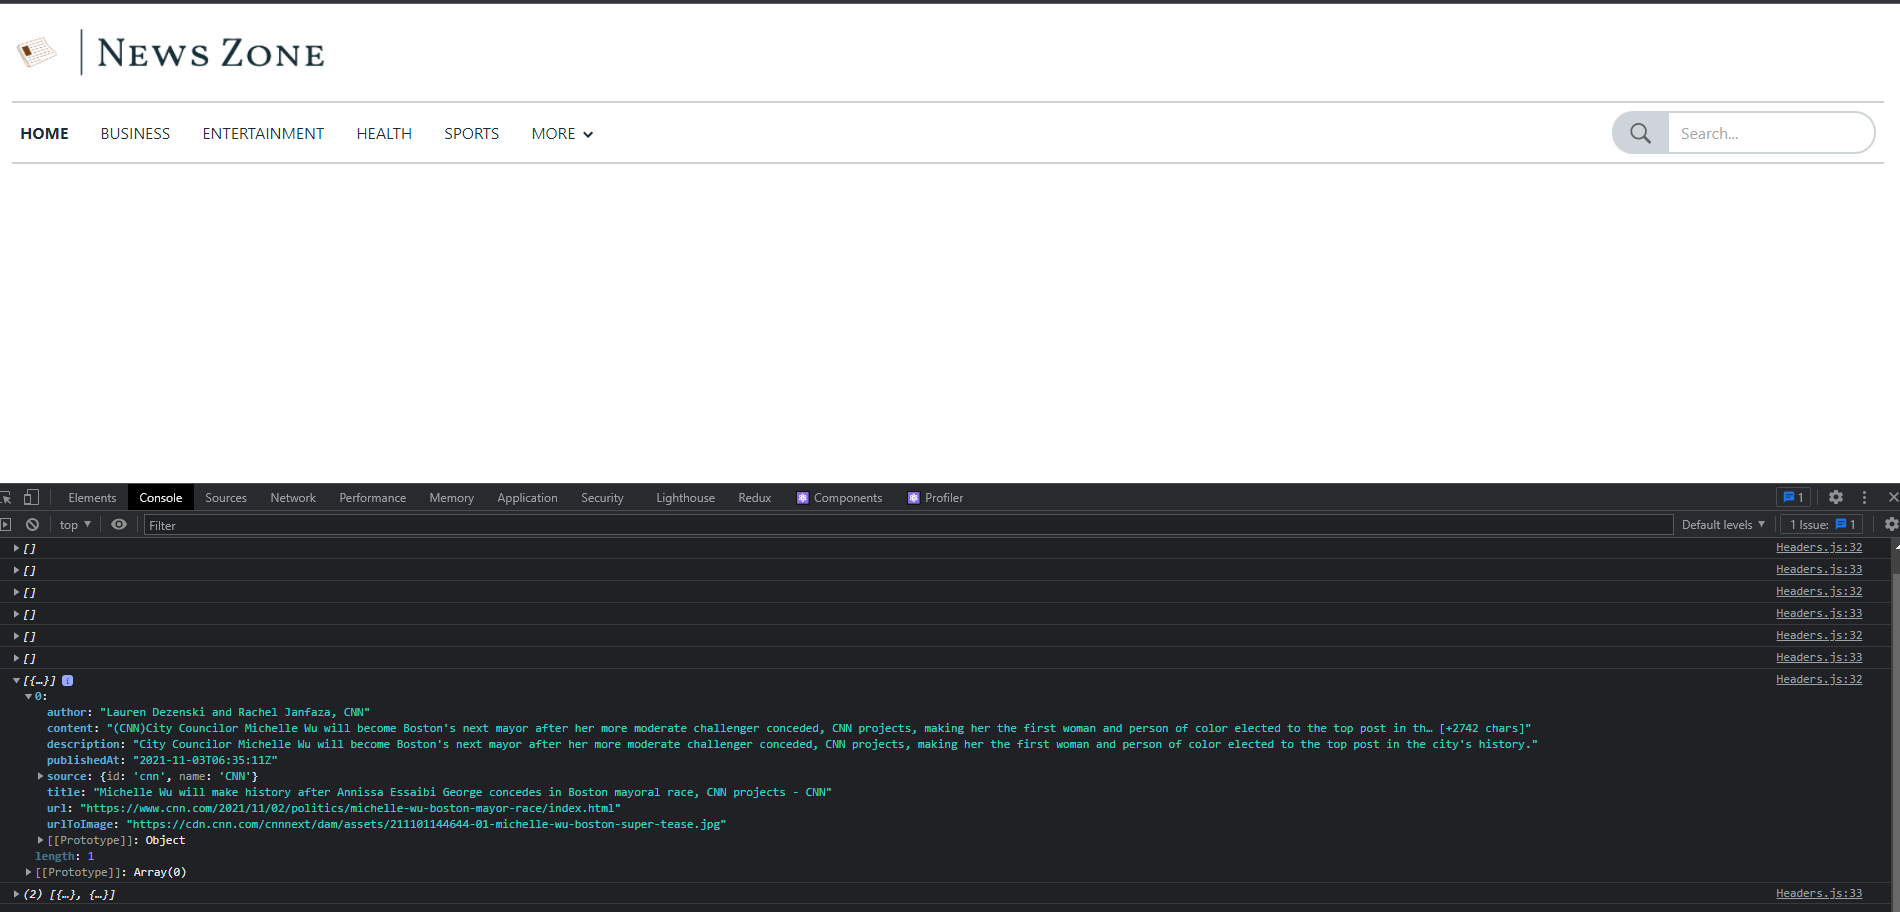 News Zone
HOME BUSINESS ENTERTAINMENT HEALTH SPORTS MORE Search...
Elements Console Sources Network Performance Memory Application Security Lighthouse Redux Components Profiler 1
top Filter Default levels 1 Issue: 1
[] Headers.js:32
[] Headers.js:33
[] Headers.js:32
[] Headers.js:33
[] Headers.js:32
[] Headers.js:33
[{…}] i Headers.js:32
0:
author: "Lauren Dezenski and Rachel Janfaza, CNN"
content: "(CNN)City Councilor Michelle Wu will become Boston's next mayor after her more moderate challenger conceded, CNN projects, making her the first woman and person of color elected to the top post in th… [+2742 chars]"
description: "City Councilor Michelle Wu will become Boston's next mayor after her more moderate challenger conceded, CNN projects, making her the first woman and person of color elected to the top post in the city's history."
publishedAt: "2021-11-03T06:35:11Z"
source: {id: 'cnn', name: 'CNN'}
title: "Michelle Wu will make history after Annissa Essaibi George concedes in Boston mayoral race, CNN projects - CNN"
url: "https://www.cnn.com/2021/11/02/politics/michelle-wu-boston-mayor-race/index.html"
urlToImage: "https://cdn.cnn.com/cnnnext/dam/assets/211101144644-01-michelle-wu-boston-super-tease.jpg"
[[Prototype]]: Object
length: 1
[[Prototype]]: Array(0)
(2) [{…}, {…}] Headers.js:33